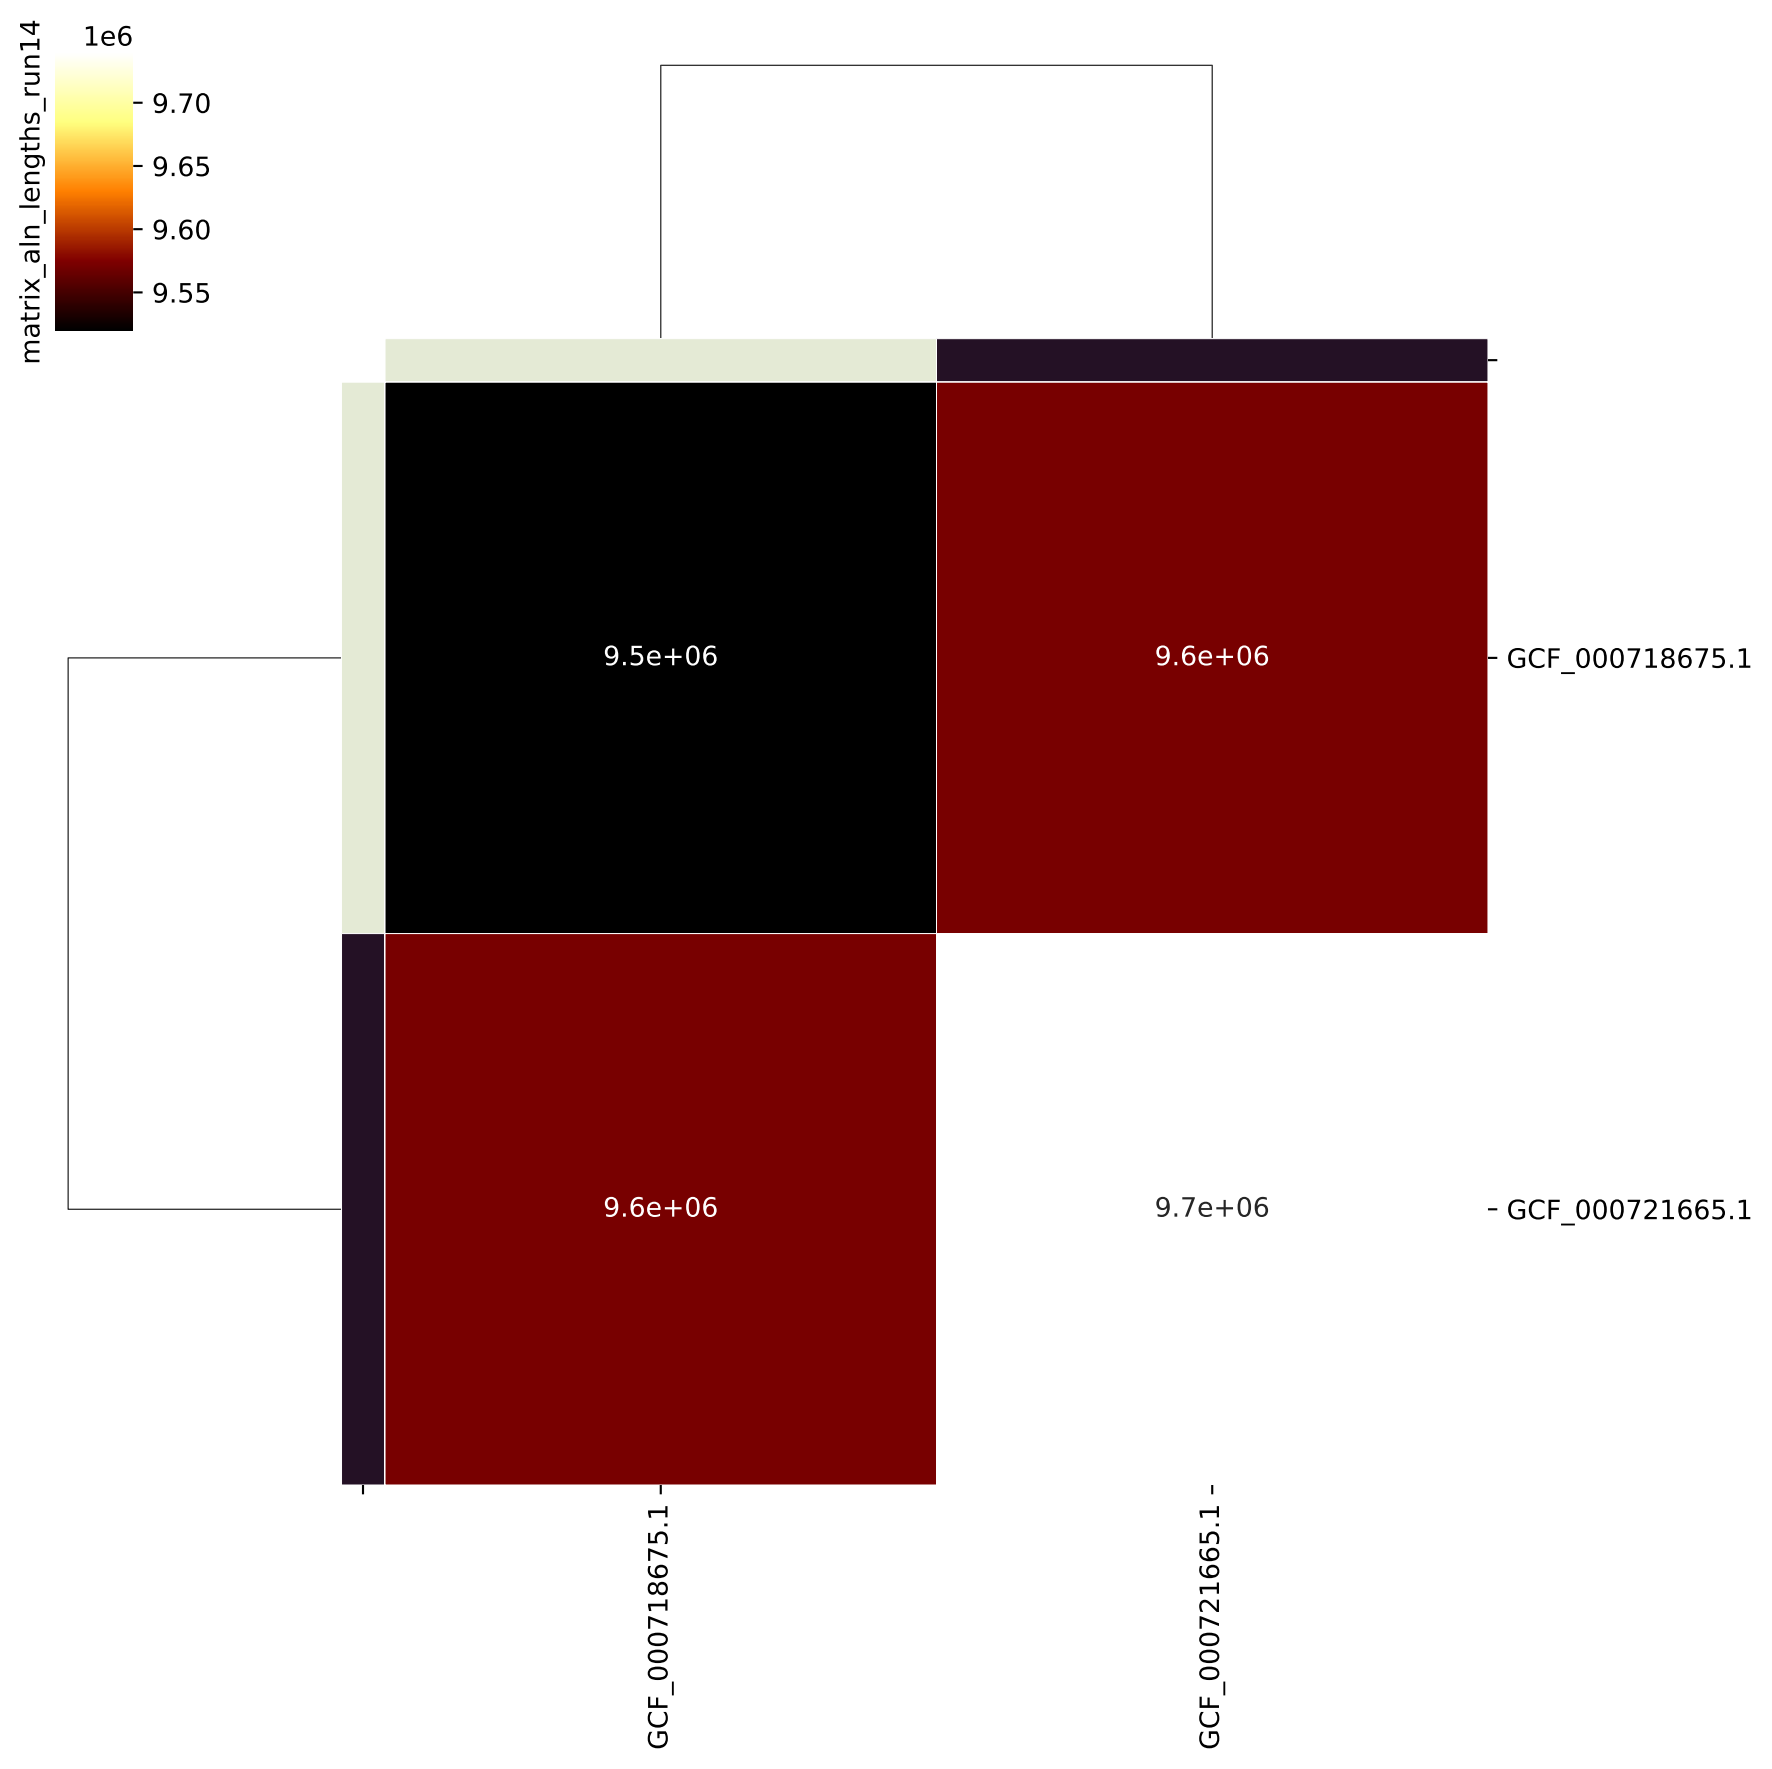 matrix_aln_lengths_run14
1e6
9.70
9.65
9.60
9.55
9.5e+06
9.6e+06
GCF_000718675.1
9.6e+06
9.7e+06
GCF_000721665.1
GCF_000718675.1
GCF_000721665.1